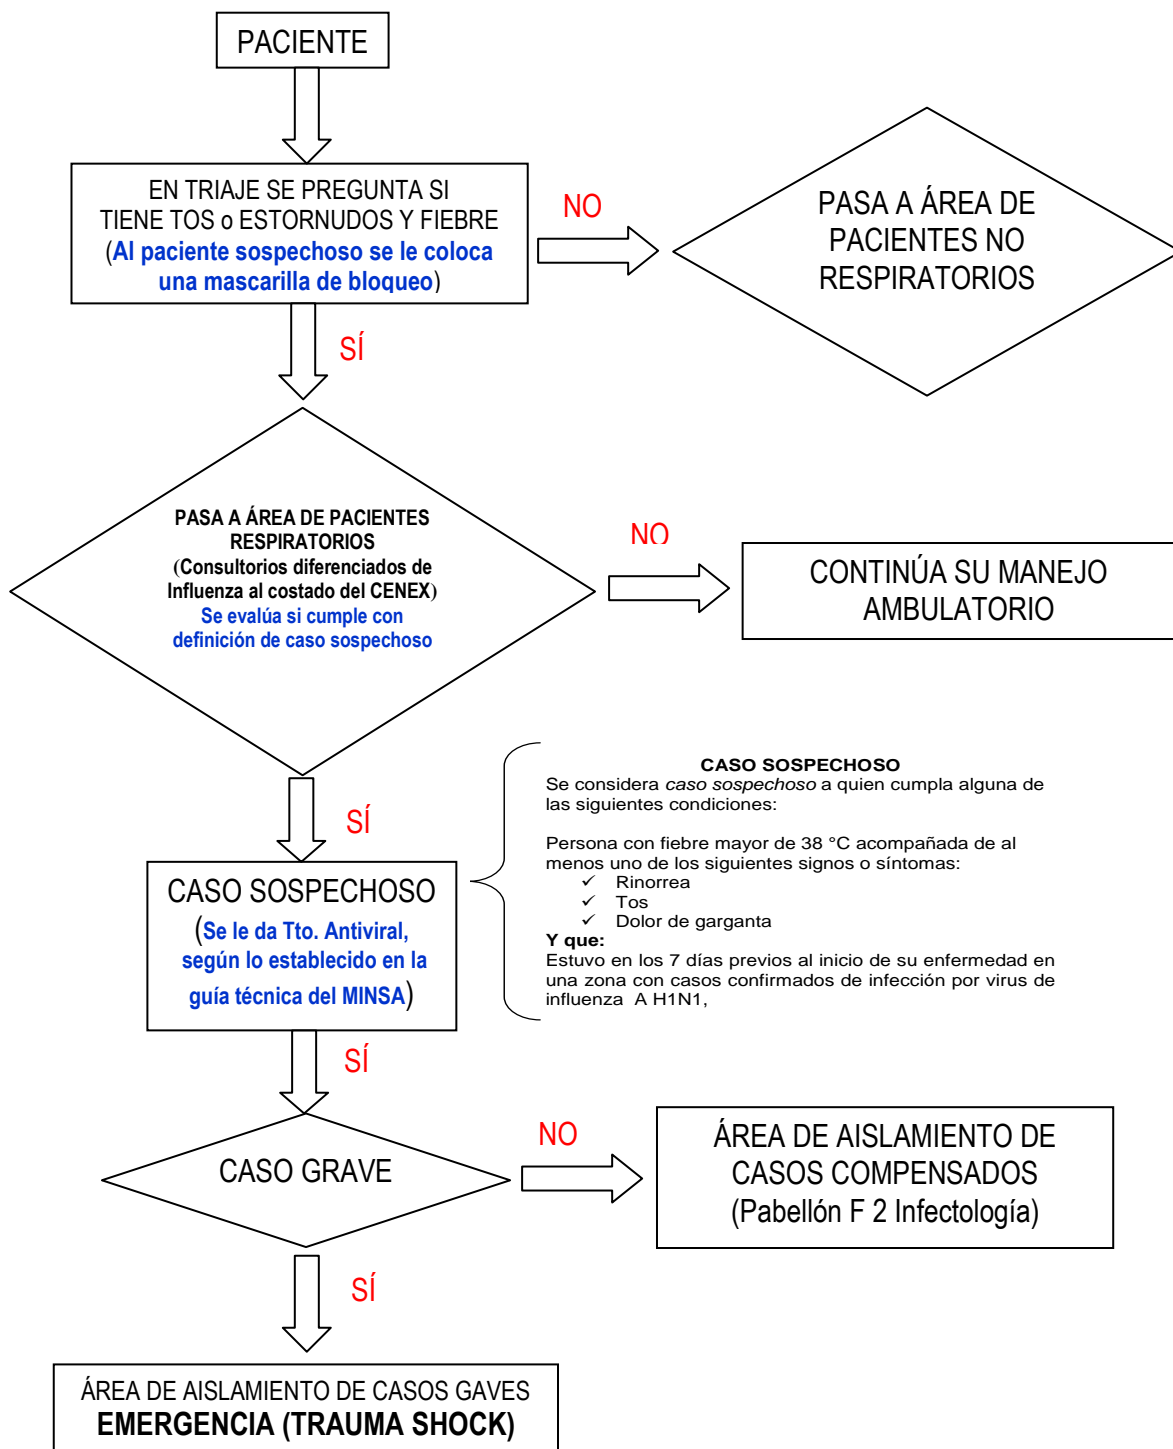 PACIENTE
EN TRIAJE SE PREGUNTA SI
TIENE TOS o ESTORNUDOS Y FIEBRE
(Al paciente sospechoso se le coloca
una mascarilla de bloqueo)
NO
PASA A ÁREA DE
PACIENTES NO
RESPIRATORIOS
SÍ
PASA A ÁREA DE PACIENTES
RESPIRATORIOS
(Consultorios diferenciados de
Influenza al costado del CENEX)
Se evalúa si cumple con
definición de caso sospechoso
NO
CONTINÚA SU MANEJO
AMBULATORIO
SÍ
CASO SOSPECHOSO
(Se le da Tto. Antiviral,
según lo establecido en la
guía técnica del MINSA)
CASO SOSPECHOSO
Se considera caso sospechoso a quien cumpla alguna de
las siguientes condiciones:
Persona con fiebre mayor de 38 °C acompañada de al
menos uno de los siguientes signos o síntomas:
✓ Rinorrea
✓ Tos
✓ Dolor de garganta
Y que:
Estuvo en los 7 días previos al inicio de su enfermedad en
una zona con casos confirmados de infección por virus de
influenza A H1N1,
SÍ
CASO GRAVE
NO
ÁREA DE AISLAMIENTO DE
CASOS COMPENSADOS
(Pabellón F 2 Infectología)
SÍ
ÁREA DE AISLAMIENTO DE CASOS GAVES
EMERGENCIA (TRAUMA SHOCK)